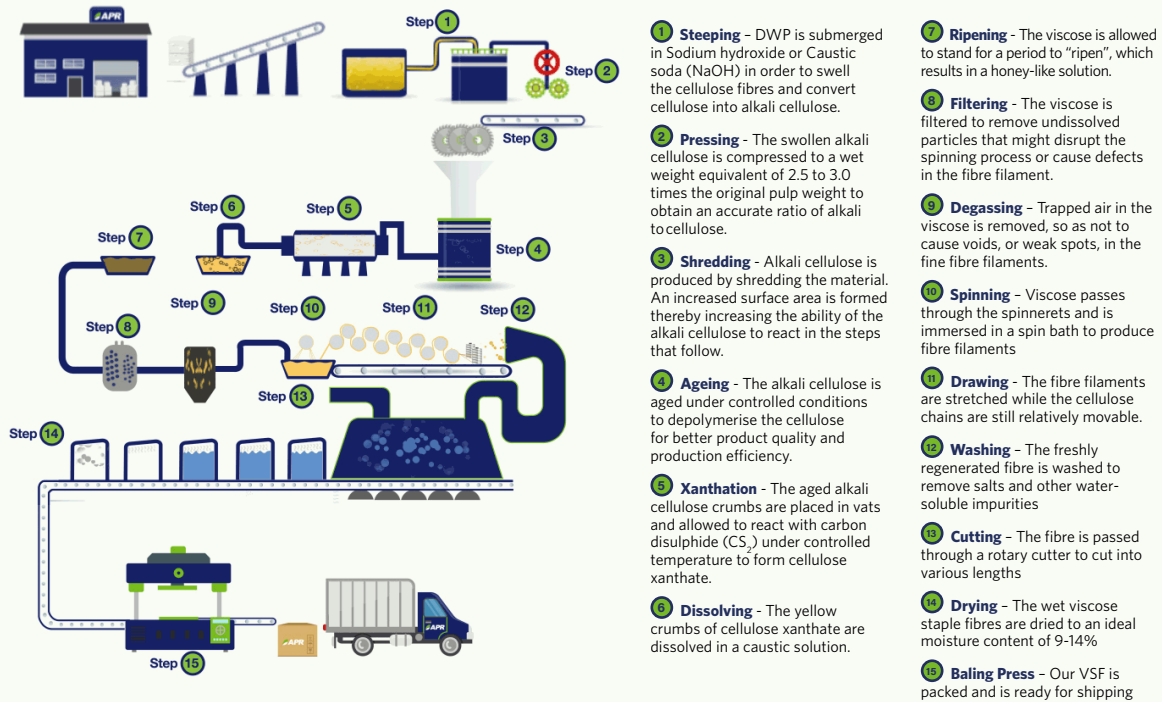 APR
Step 1
Step 2
Step 3
Step 6
Step 5
Step 7
Step 4
Step 9
Step 10
Step 11
Step 12
Step 8
Step 13
Step 14
APR
APR
Step 15
1 Steeping – DWP is submerged
in Sodium hydroxide or Caustic
soda (NaOH) in order to swell
the cellulose fibres and convert
cellulose into alkali cellulose.
2 Pressing - The swollen alkali
cellulose is compressed to a wet
weight equivalent of 2.5 to 3.0
times the original pulp weight to
obtain an accurate ratio of alkali
to cellulose.
3 Shredding - Alkali cellulose is
produced by shredding the material.
An increased surface area is formed
thereby increasing the ability of the
alkali cellulose to react in the steps
that follow.
4 Ageing - The alkali cellulose is
aged under controlled conditions
to depolymerise the cellulose
for better product quality and
production efficiency.
5 Xanthation - The aged alkali
cellulose crumbs are placed in vats
and allowed to react with carbon
disulphide (CS2) under controlled
temperature to form cellulose
xanthate.
6 Dissolving - The yellow
crumbs of cellulose xanthate are
dissolved in a caustic solution.
7 Ripening - The viscose is allowed
to stand for a period to “ripen”, which
results in a honey-like solution.
8 Filtering - The viscose is
filtered to remove undissolved
particles that might disrupt the
spinning process or cause defects
in the fibre filament.
9 Degassing – Trapped air in the
viscose is removed, so as not to
cause voids, or weak spots, in the
fine fibre filaments.
10 Spinning – Viscose passes
through the spinnerets and is
immersed in a spin bath to produce
fibre filaments
11 Drawing - The fibre filaments
are stretched while the cellulose
chains are still relatively movable.
12 Washing – The freshly
regenerated fibre is washed to
remove salts and other water-
soluble impurities
13 Cutting – The fibre is passed
through a rotary cutter to cut into
various lengths
14 Drying – The wet viscose
staple fibres are dried to an ideal
moisture content of 9-14%
15 Baling Press – Our VSF is
packed and is ready for shipping